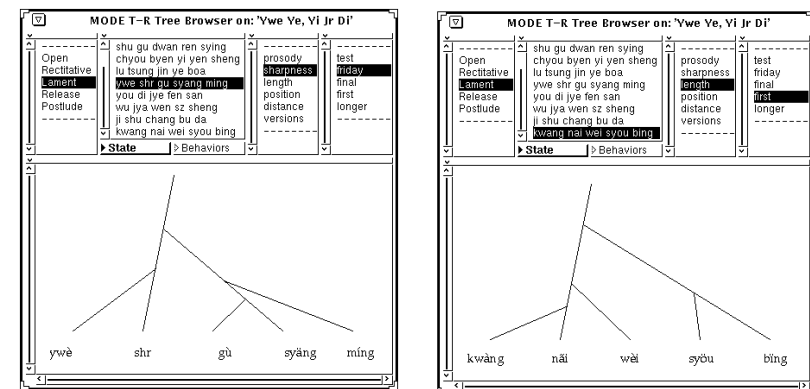 MODE T-R Tree Browser on: 'Ywe Ye, Yi Jr Di'
Open
Rectitative
Lament
Release
Postlude
shu gu dwan ren sying
chyou byen yi yen sheng
lu tsung jin ye boa
ywe shr gu syang ming
you di jye fen san
wu jya wen sz sheng
ji shu chang bu da
kwang nai wei syou bing
State Behaviors
prosody
sharpness
length
position
distance
versions
test
friday
final
first
longer
ywè shr gù syäng míng
MODE T-R Tree Browser on: 'Ywe Ye, Yi Jr Di'
Open
Rectitative
Lament
Release
Postlude
shu gu dwan ren sying
chyou byen yi yen sheng
lu tsung jin ye boa
ywe shr gu syang ming
you di jye fen san
wu jya wen sz sheng
ji shu chang bu da
kwang nai wei syou bing
State Behaviors
prosody
sharpness
length
position
distance
versions
test
friday
final
first
longer
kwàng näi wèi syöu bïng